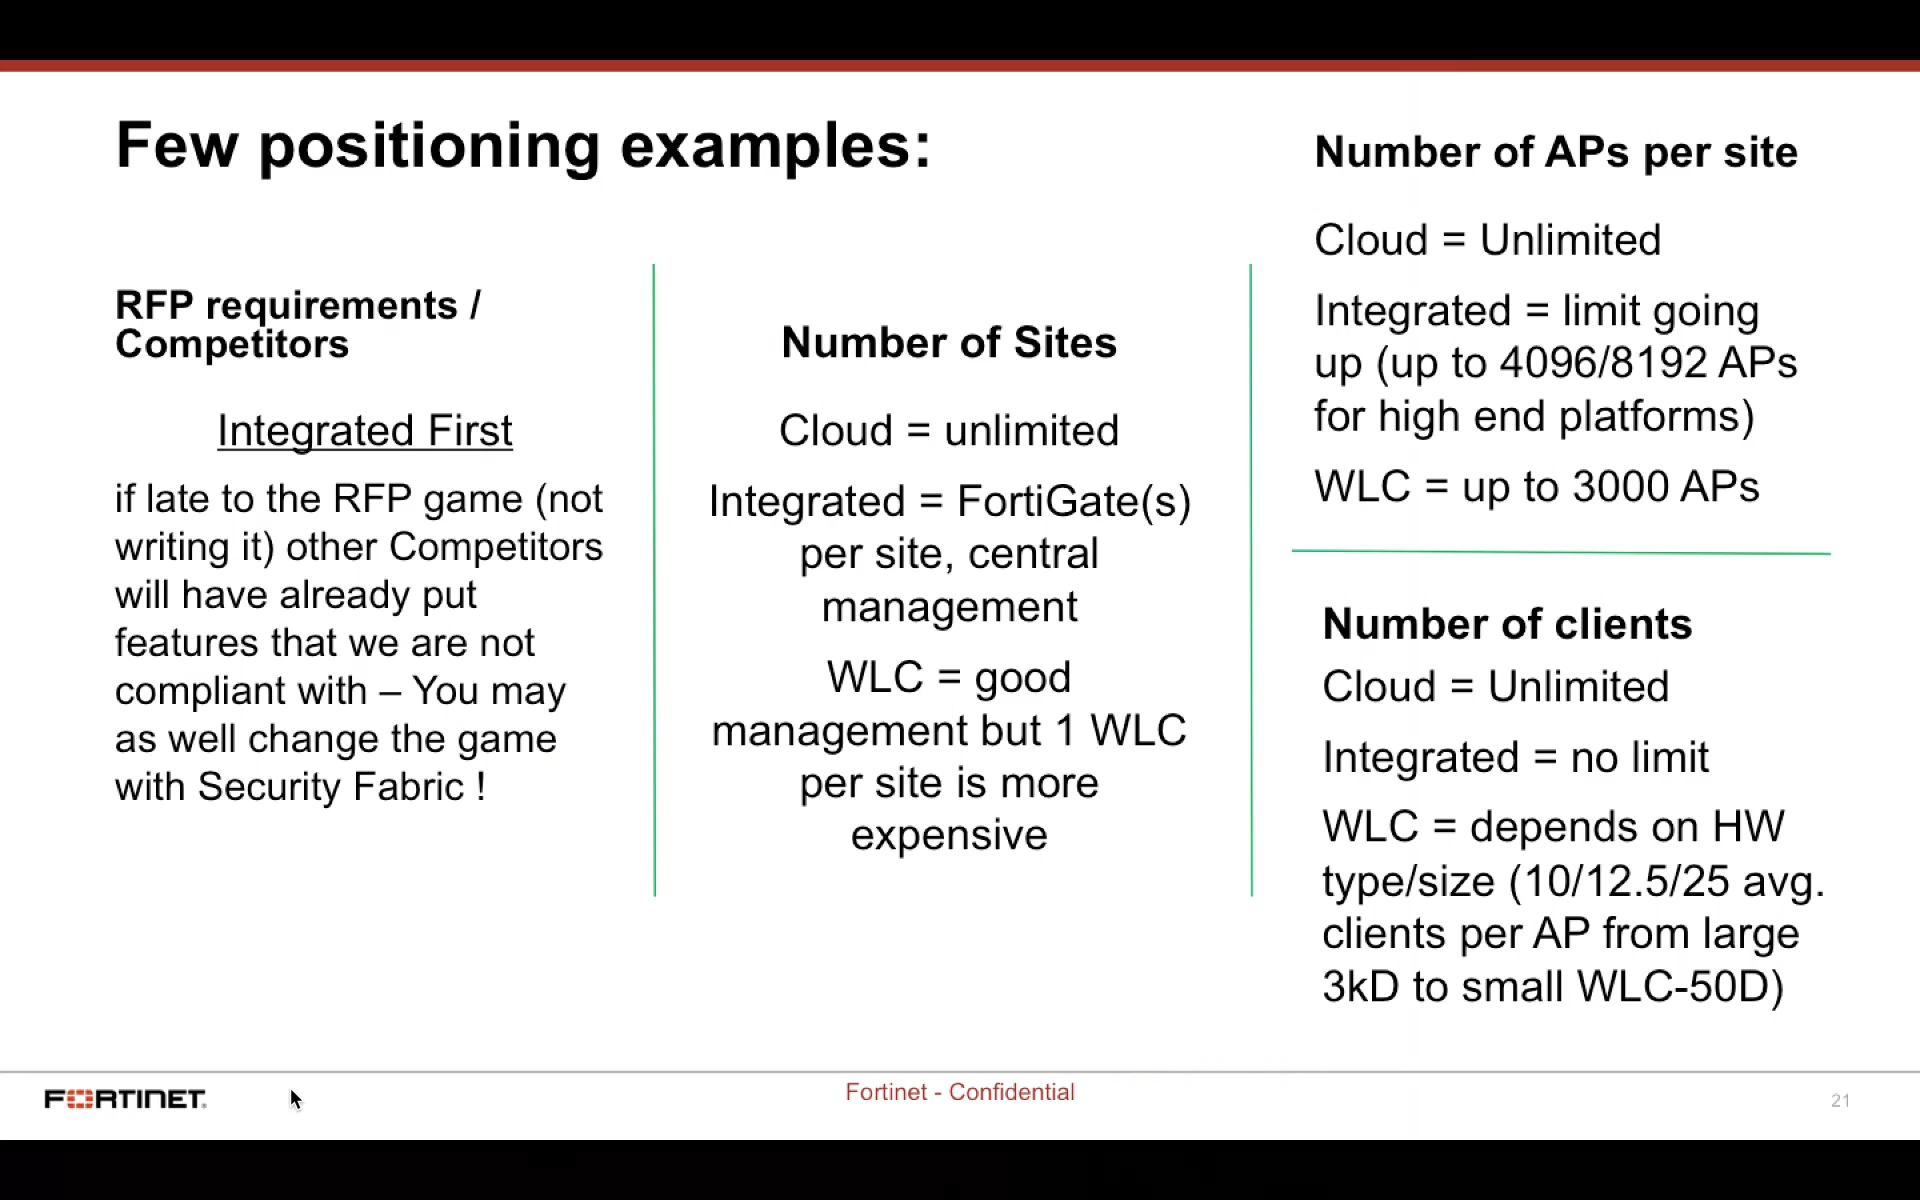 Few positioning examples:
RFP requirements /
Competitors
Integrated First
if late to the RFP game (not
writing it) other Competitors
will have already put
features that we are not
compliant with – You may
as well change the game
with Security Fabric !
Number of Sites
Cloud = unlimited
Integrated = FortiGate(s)
per site, central
management
WLC = good
management but 1 WLC
per site is more
expensive
Number of APs per site
Cloud = Unlimited
Integrated = limit going
up (up to 4096/8192 APs
for high end platforms)
WLC = up to 3000 APs
Number of clients
Cloud = Unlimited
Integrated = no limit
WLC = depends on HW
type/size (10/12.5/25 avg.
clients per AP from large
3kD to small WLC-50D)
FORTINET
Fortinet - Confidential
21